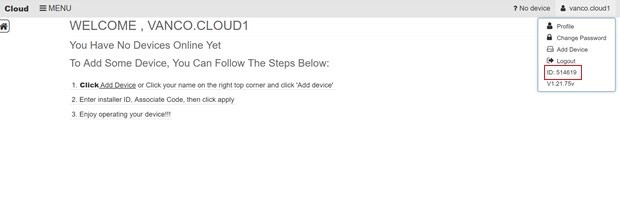 Cloud MENU ? No device vanco.cloud1
WELCOME , VANCO.CLOUD1
You Have No Devices Online Yet
To Add Some Device, You Can Follow The Steps Below:
1. Click Add Device or Click your name on the right top corner and click 'Add device'
2. Enter installer ID, Associate Code, then click apply
3. Enjoy operating your device!!!
Profile
Change Password
Add Device
Logout
ID: 514619
V1.21.75v